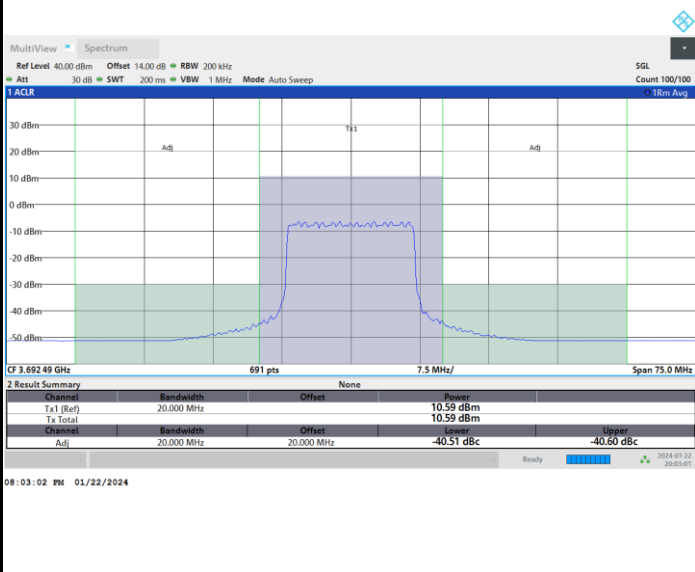 MultiView Spectrum
Ref Level 40.00 dBm Offset 14.00 dB RBW 200 kHz SGL
Att 30 dB SWT 200 ms VBW 1 MHz Mode Auto Sweep Count 100/100
1 ACLR 1Rm Avg
Tx1
Adj Adj
30 dBm
20 dBm
10 dBm
0 dBm
-10 dBm
-20 dBm
-30 dBm
-40 dBm
-50 dBm
CF 3.692 49 GHz 691 pts 7.5 MHz/ Span 75.0 MHz
2 Result Summary None
Channel Bandwidth Offset Power
Tx1 (Ref) 20.000 MHz 10.59 dBm
Tx Total 10.59 dBm
Channel Bandwidth Offset Lower Upper
Adj 20.000 MHz 20.000 MHz -40.51 dBc -40.60 dBc
Ready 2024-01-22
20:03:01
08:03:02 PM 01/22/2024